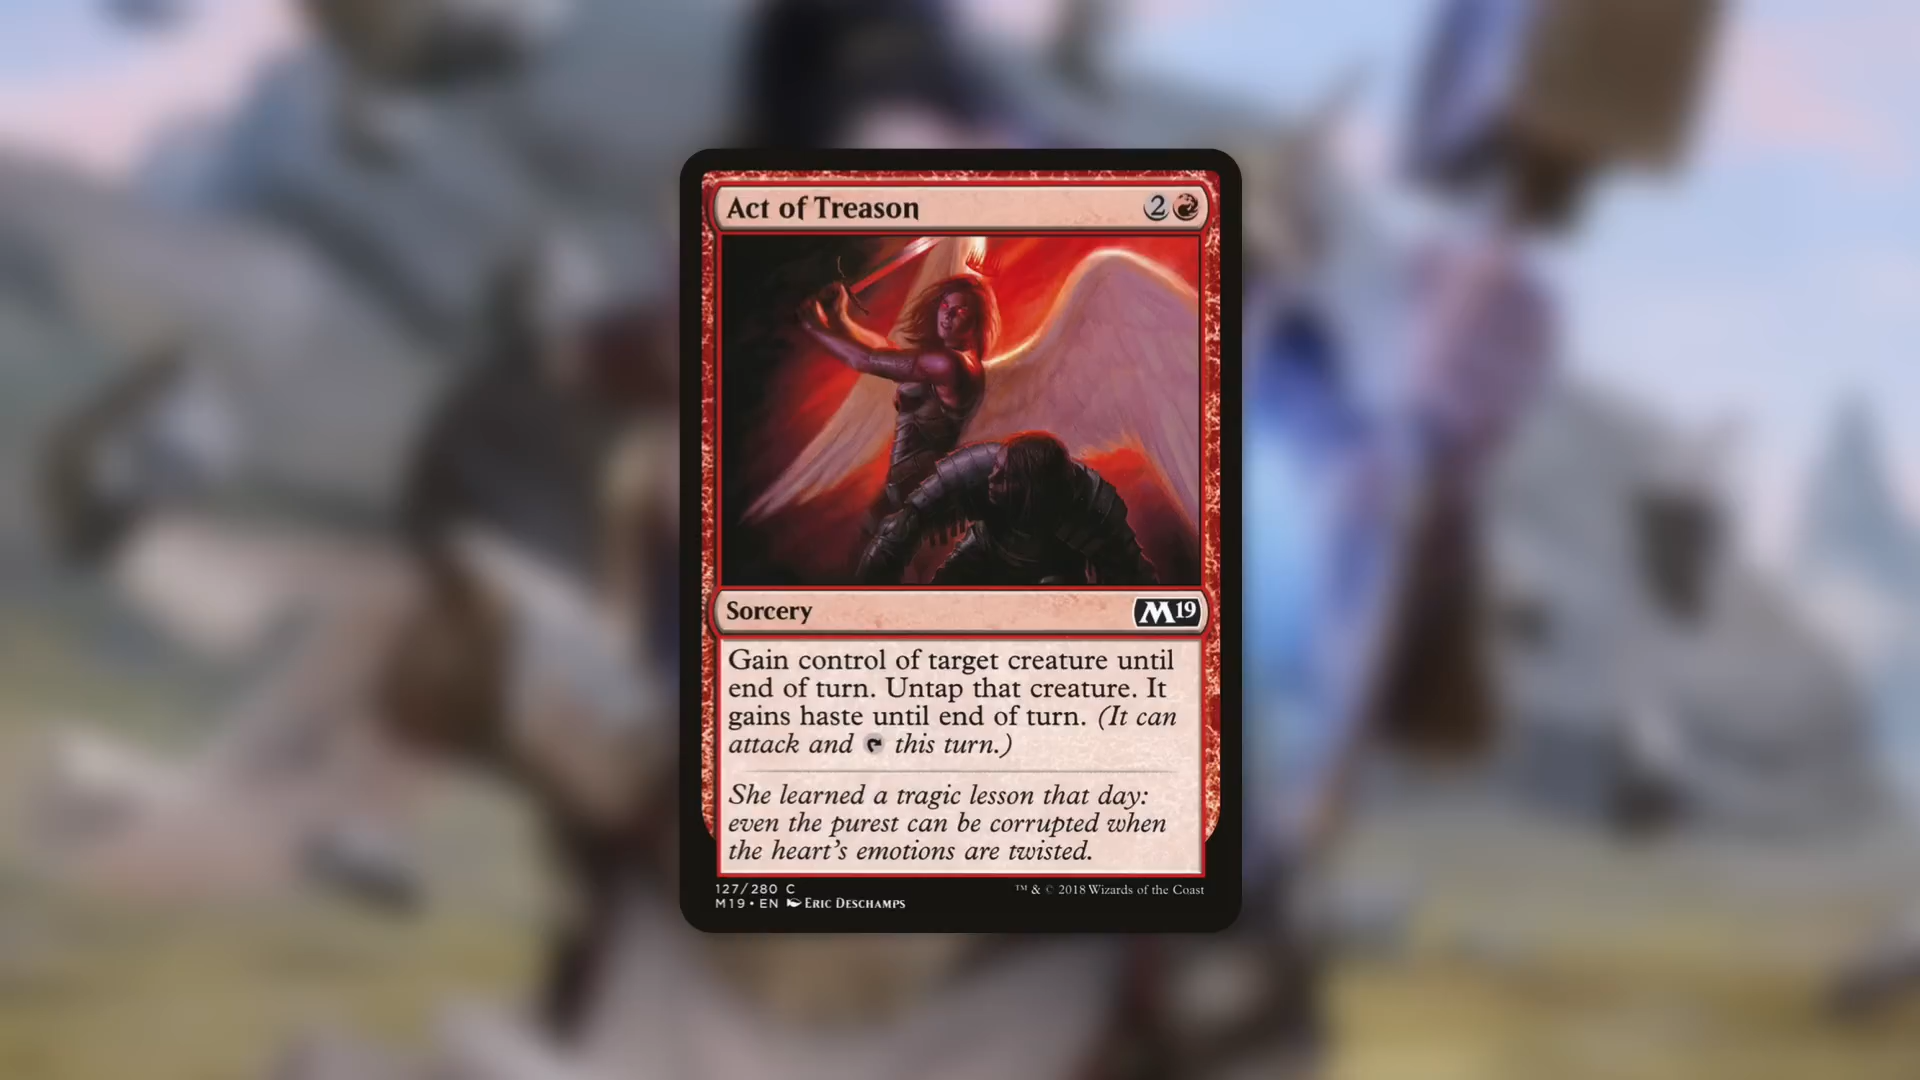 Act of Treason 2
Sorcery M19
Gain control of target creature until
end of turn. Untap that creature. It
gains haste until end of turn. (It can
attack and this turn.)
She learned a tragic lesson that day:
even the purest can be corrupted when
the heart's emotions are twisted.
127/280 C
M19 • EN Eric Deschamps
™ & © 2018 Wizards of the Coast